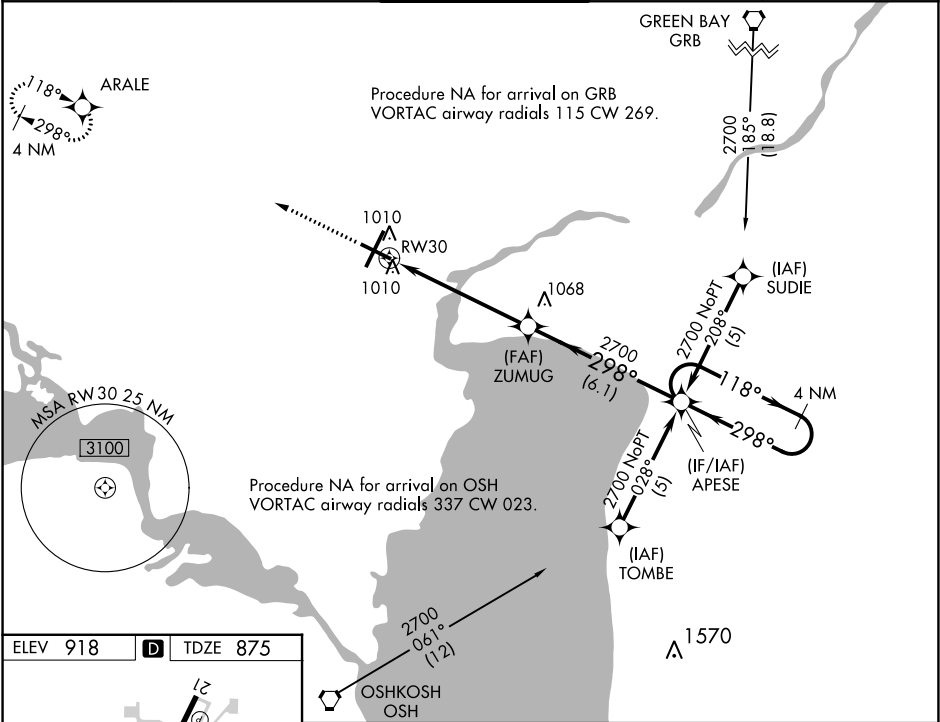 GREEN BAY
GRB
118°
ARALE
298°
4 NM
Procedure NA for arrival on GRB
VORTAC airway radials 115 CW 269.
2700
185°
(18.8)
1010
RW30
1010
1068
(IAF)
SUDIE
2700 NoPT
208°
(5)
(FAF)
ZUMUG
2700
298°
(6.1)
118°
4 NM
298°
(IF/IAF)
APESE
MSA RW30 25 NM
3100
Procedure NA for arrival on OSH
VORTAC airway radials 337 CW 023.
2700 NoPT
028°
(5)
(IAF)
TOMBE
2700
061°
(12)
1570
OSHKOSH
OSH
ELEV 918 D TDZE 875
21